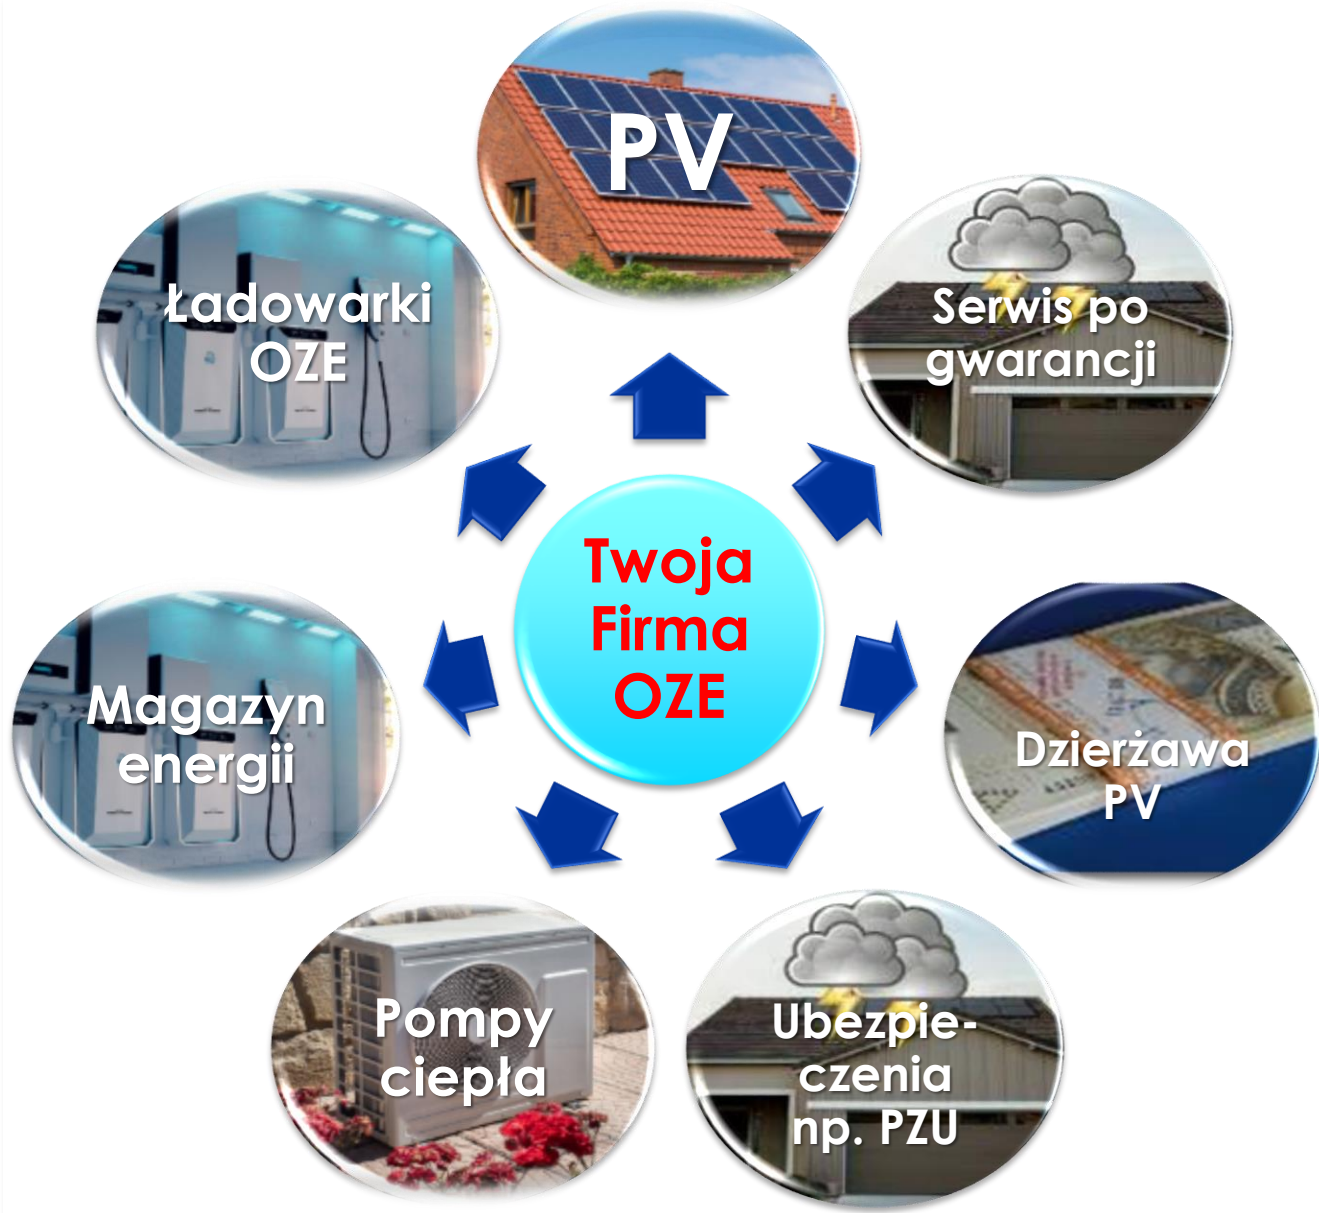 PV
Ładowarki
OZE
Serwis po
gwarancji
Twoja
Firma
OZE
Magazyn
energii
Dzierżawa
PV
Pompy
ciepła
Ubezpie-
czenia
np. PZU